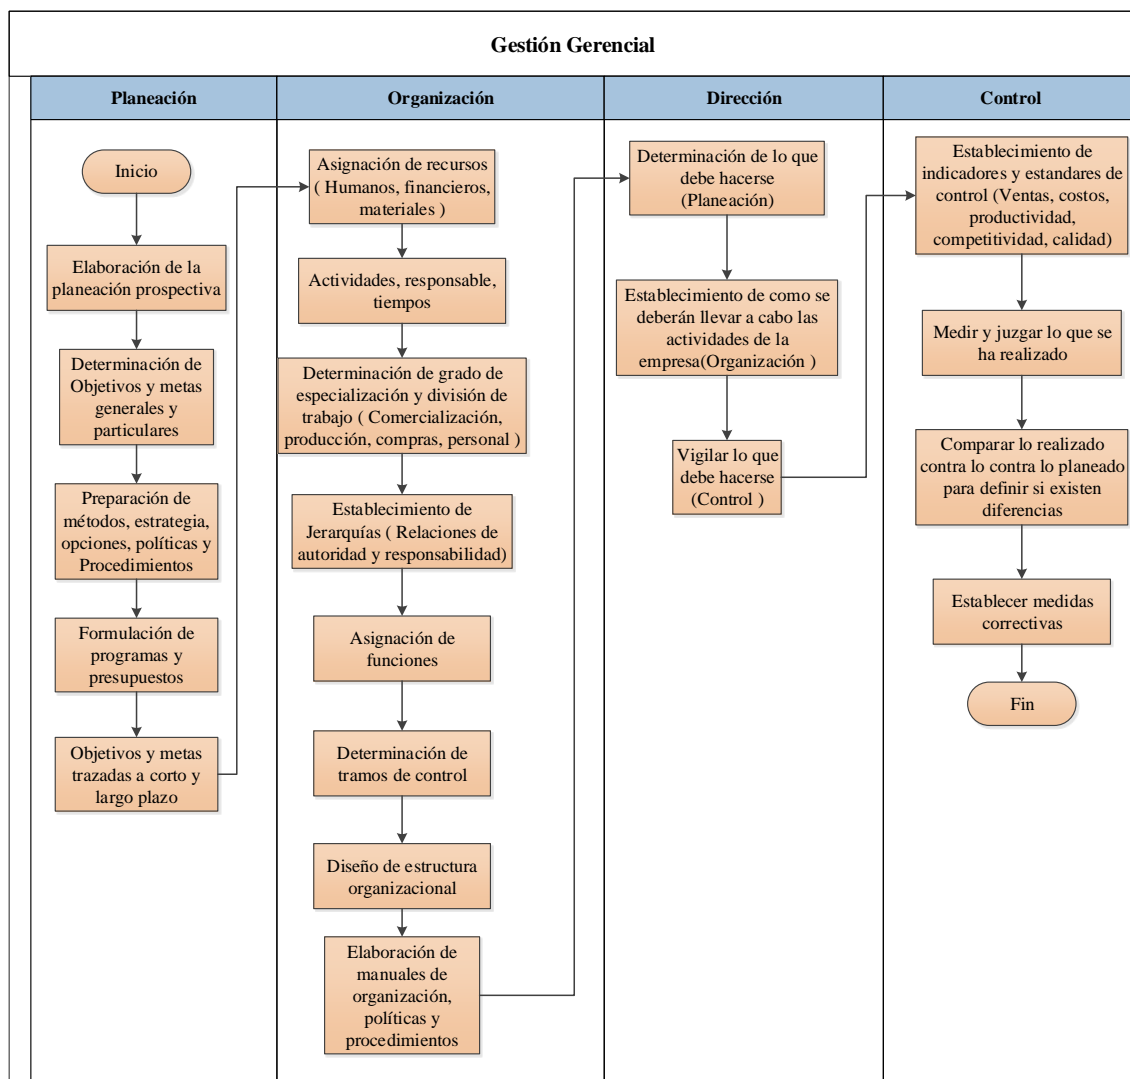 Gestión Gerencial
Planeación
Organización
Dirección
Control
Inicio
Elaboración de la
planeación prospectiva
Determinación de
Objetivos y metas
generales y
particulares
Preparación de
métodos, estrategia,
opciones, políticas y
Procedimientos
Formulación de
programas y
presupuestos
Objetivos y metas
trazadas a corto y
largo plazo
Asignación de recursos
( Humanos, financieros,
materiales )
Actividades, responsable,
tiempos
Determinación de grado de
especialización y división de
trabajo ( Comercialización,
producción, compras, personal )
Establecimiento de
Jerarquías ( Relaciones de
autoridad y responsabilidad)
Asignación de
funciones
Determinación de
tramos de control
Diseño de estructura
organizacional
Elaboración de
manuales de
organización,
políticas y
procedimientos
Determinación de lo que
debe hacerse
(Planeación)
Establecimiento de como se
deberán llevar a cabo las
actividades de la
empresa(Organización )
Vigilar lo que
debe hacerse
(Control )
Establecimiento de
indicadores y estandares de
control (Ventas, costos,
productividad,
competitividad, calidad)
Medir y juzgar lo que se
ha realizado
Comparar lo realizado
contra lo contra lo planeado
para definir si existen
diferencias
Establecer medidas
correctivas
Fin